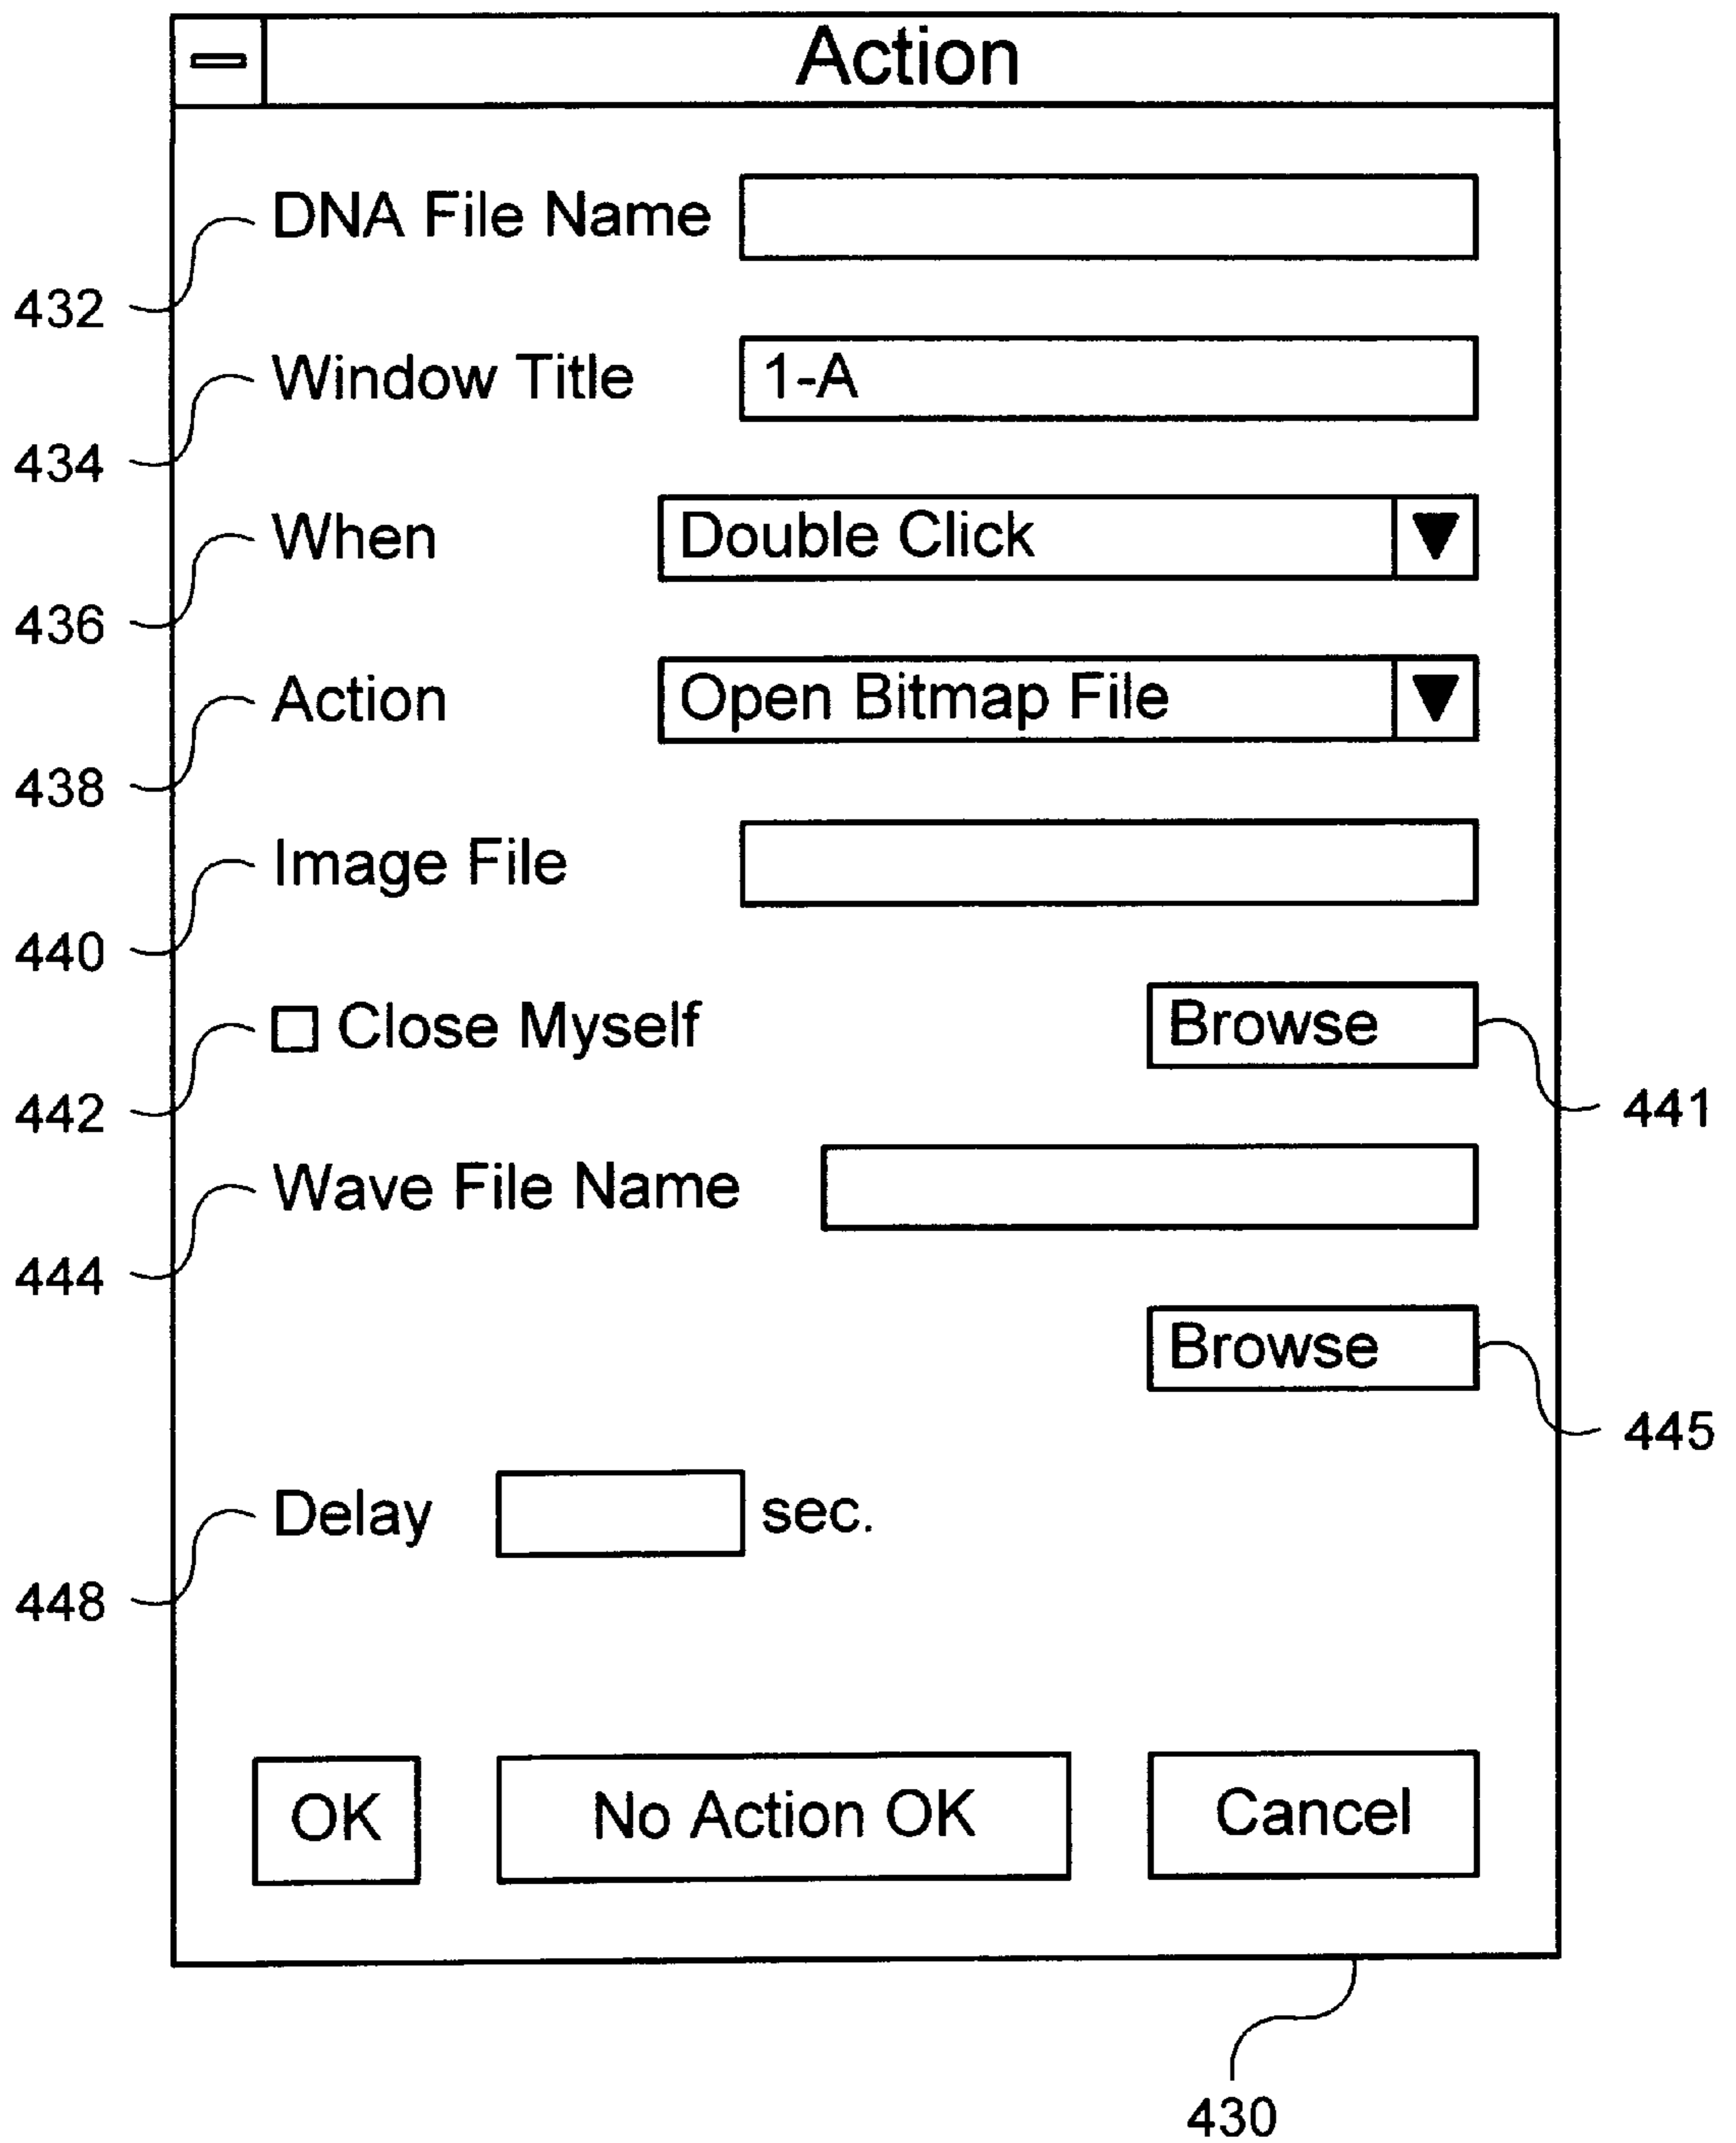 Action
DNA File Name
432
Window Title 1-A
434
When Double Click
436
Action Open Bitmap File
438
Image File
440
Close Myself Browse
442 441
Wave File Name
444
Browse
445
Delay sec.
448
OK No Action OK Cancel
430